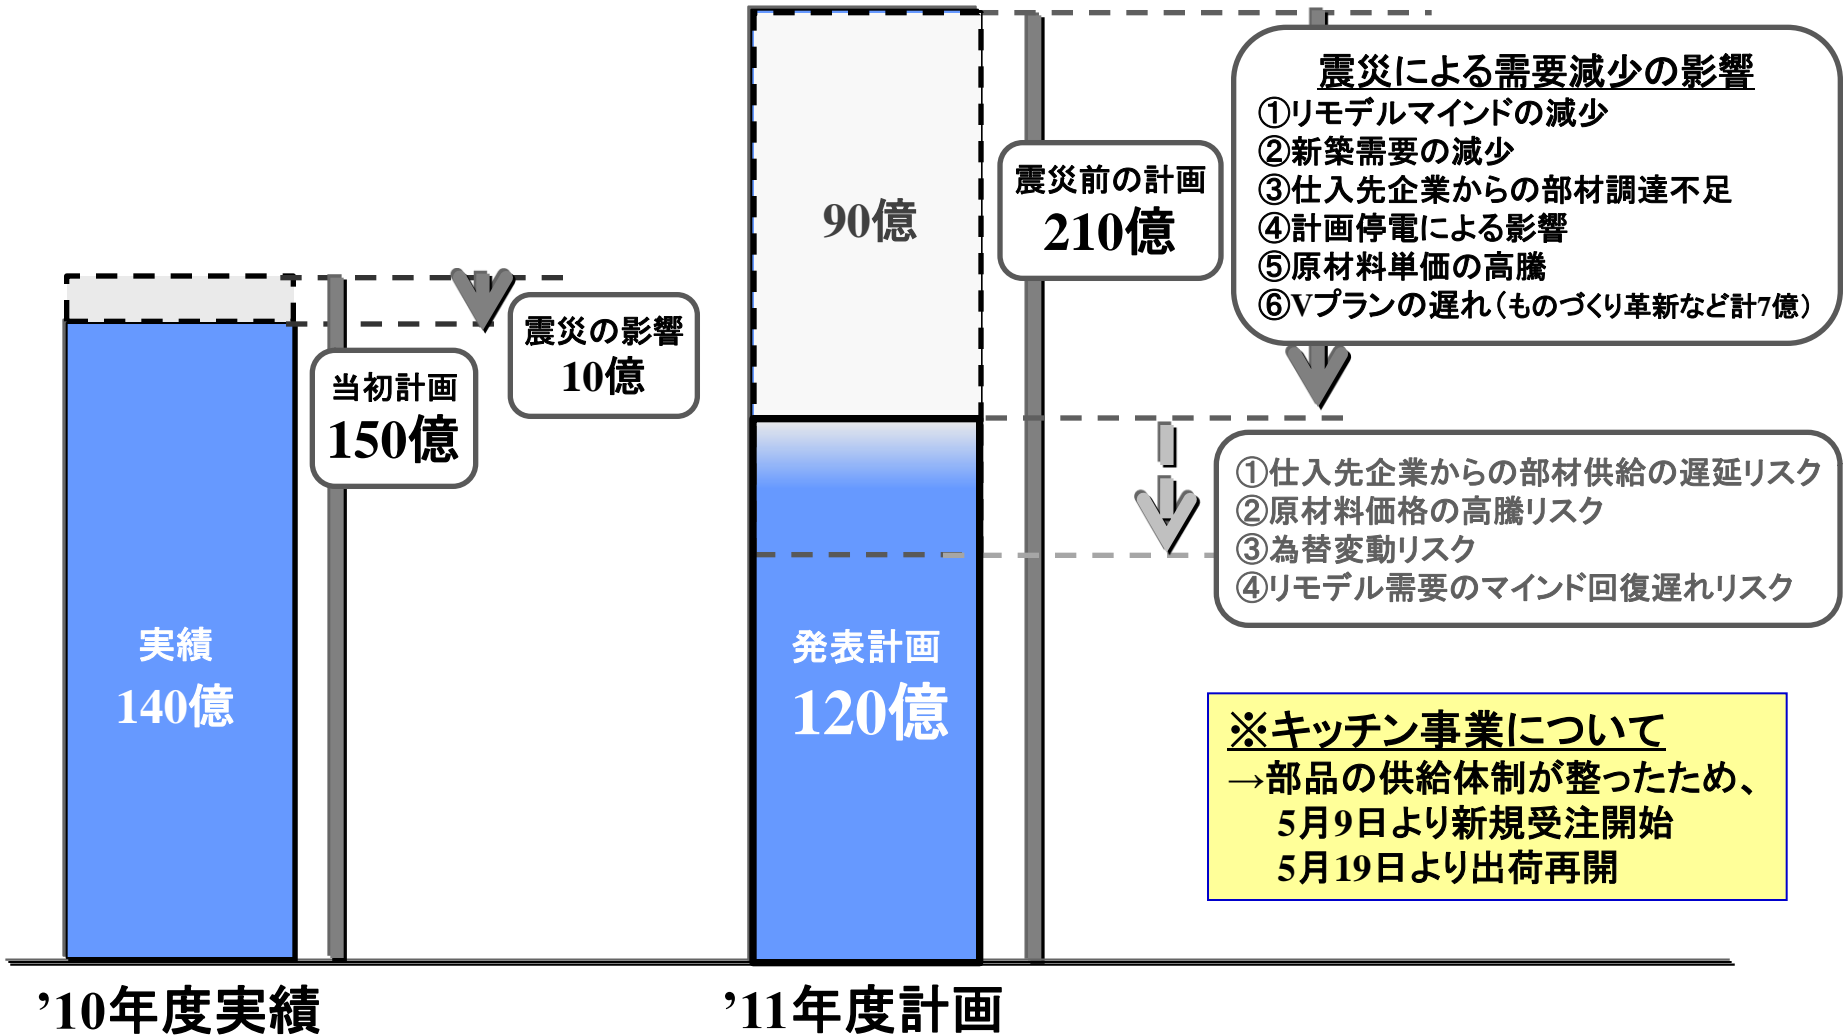 震災による需要減少の影響
①リモデルマインドの減少
②新築需要の減少
③仕入先企業からの部材調達不足
④計画停電による影響
⑤原材料単価の高騰
⑥Vプランの遅れ（ものづくり革新など計7億）
震災前の計画
210億
90億
震災の影響
10億
当初計画
150億
①仕入先企業からの部材供給の遅延リスク
②原材料価格の高騰リスク
③為替変動リスク
④リモデル需要のマインド回復遅れリスク
実績
140億
発表計画
120億
※キッチン事業について
→部品の供給体制が整ったため、
5月9日より新規受注開始
5月19日より出荷再開
’10年度実績
’11年度計画